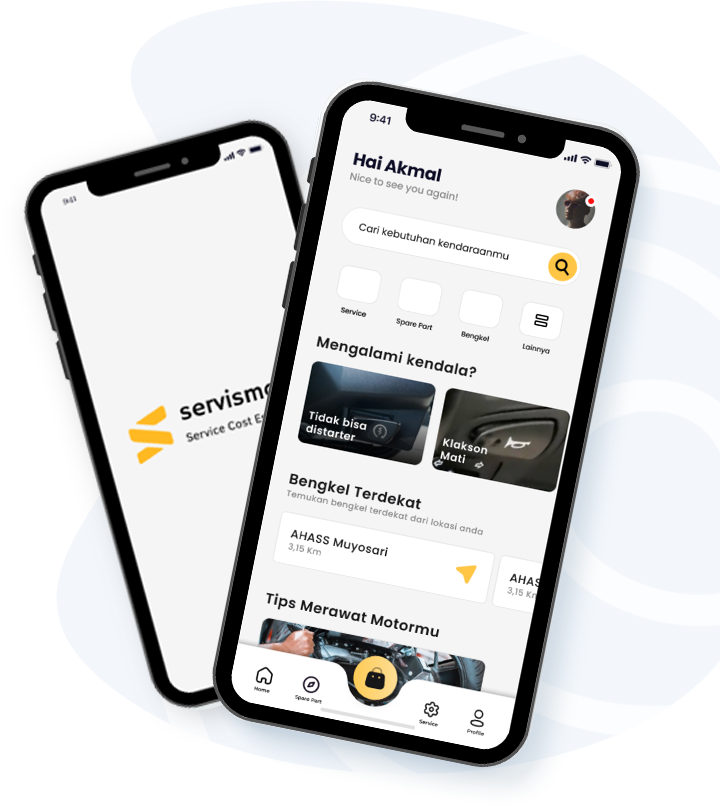 9:41
servismo
Service Cost Es
9:41
Hai Akmal
Nice to see you again!
Cari kebutuhan kendaraanmu
Service
Spare Part
Bengkel
Lainnya
Mengalami kendala?
Tidak bisa
distarter
Klakson
Mati
Bengkel Terdekat
Temukan bengkel terdekat dari lokasi anda
AHASS Muyosari
3,15 Km
AHAS
3,15 Km
Tips Merawat Motormu
Home
Spare Part
Service
Profile